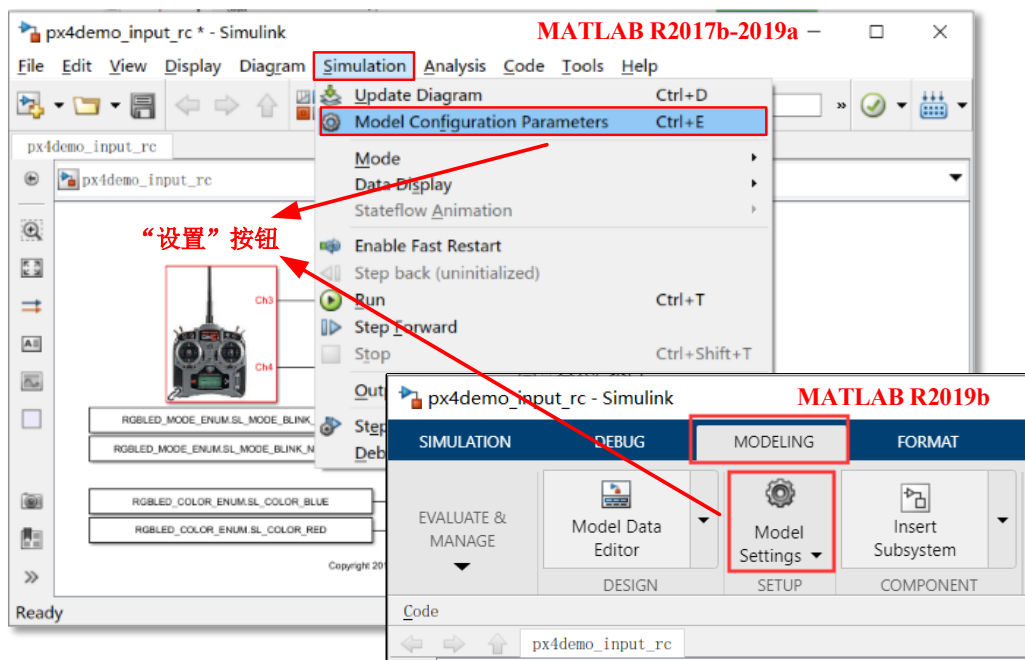 px4demo_input_rc * - Simulink
MATLAB R2017b-2019a
File Edit View Display Diagram Simulation Analysis Code Tools Help
Update Diagram Ctrl+D
Model Configuration Parameters Ctrl+E
px4demo_input_rc
Mode
px4demo_input_rc
Data Display
Stateflow Animation
“设置”按钮
Enable Fast Restart
Step back (uninitialized)
Ch3
Run Ctrl+T
Step Forward
Stop Ctrl+Shift+T
Ch4
RGBLED_MODE_ENUM.SL_MODE_BLINK_
RGBLED_MODE_ENUM.SL_MODE_BLINK_N
RGBLED_COLOR_ENUM.SL_COLOR_BLUE
RGBLED_COLOR_ENUM.SL_COLOR_RED
Copyright 201
Ready
px4demo_input_rc - Simulink
MATLAB R2019b
SIMULATION DEBUG MODELING FORMAT
EVALUATE &
MANAGE
Model Data
Editor
Model
Settings
Insert
Subsystem
DESIGN SETUP COMPONENT
Code
px4demo_input_rc